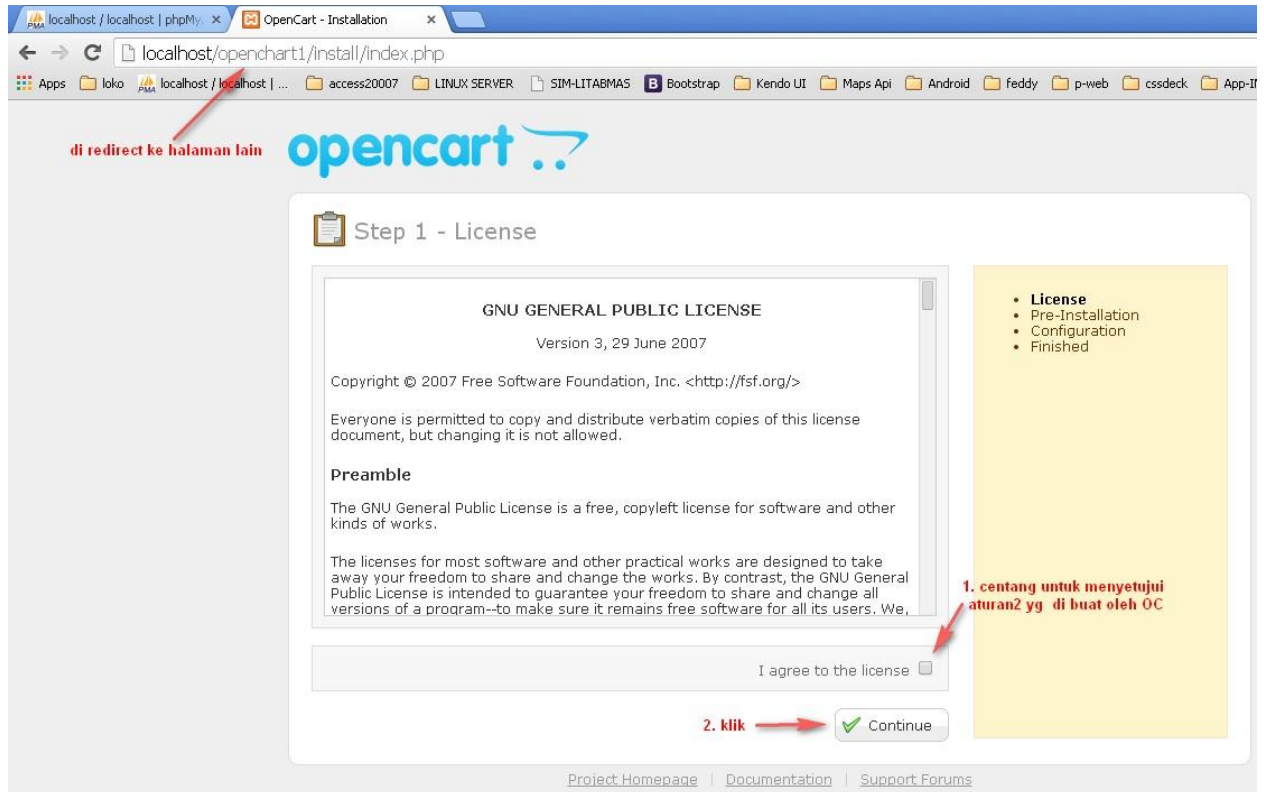 localhost / localhost | phpMy
OpenCart - Installation
localhost/openchart1/install/index.php
Apps loko localhost / localhost | ... access20007 LINUX SERVER SIM-LITABMAS Bootstrap Kendo UI Maps Api Android feddy p-web cssdeck
di redirect ke halaman lain
opencart
Step 1 - License
GNU GENERAL PUBLIC LICENSE
Version 3, 29 June 2007
Copyright © 2007 Free Software Foundation, Inc. <http://fsf.org/>
Everyone is permitted to copy and distribute verbatim copies of this license
document, but changing it is not allowed.
Preamble
The GNU General Public License is a free, copyleft license for software and other
kinds of works.
The licenses for most software and other practical works are designed to take
away your freedom to share and change the works. By contrast, the GNU General
Public License is intended to guarantee your freedom to share and change all
versions of a program--to make sure it remains free software for all its users. We,
License
Pre-Installation
Configuration
Finished
1. centang untuk menyetujui
aturan2 yg di buat oleh OC
I agree to the license
2. klik
Continue
Project Homepage | Documentation | Support Forums